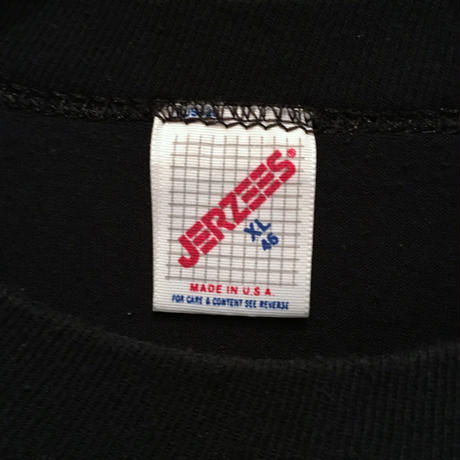 JERZEES®
XL
46
MADE IN U.S.A
FOR CARE & CONTENT SEE REVERSE